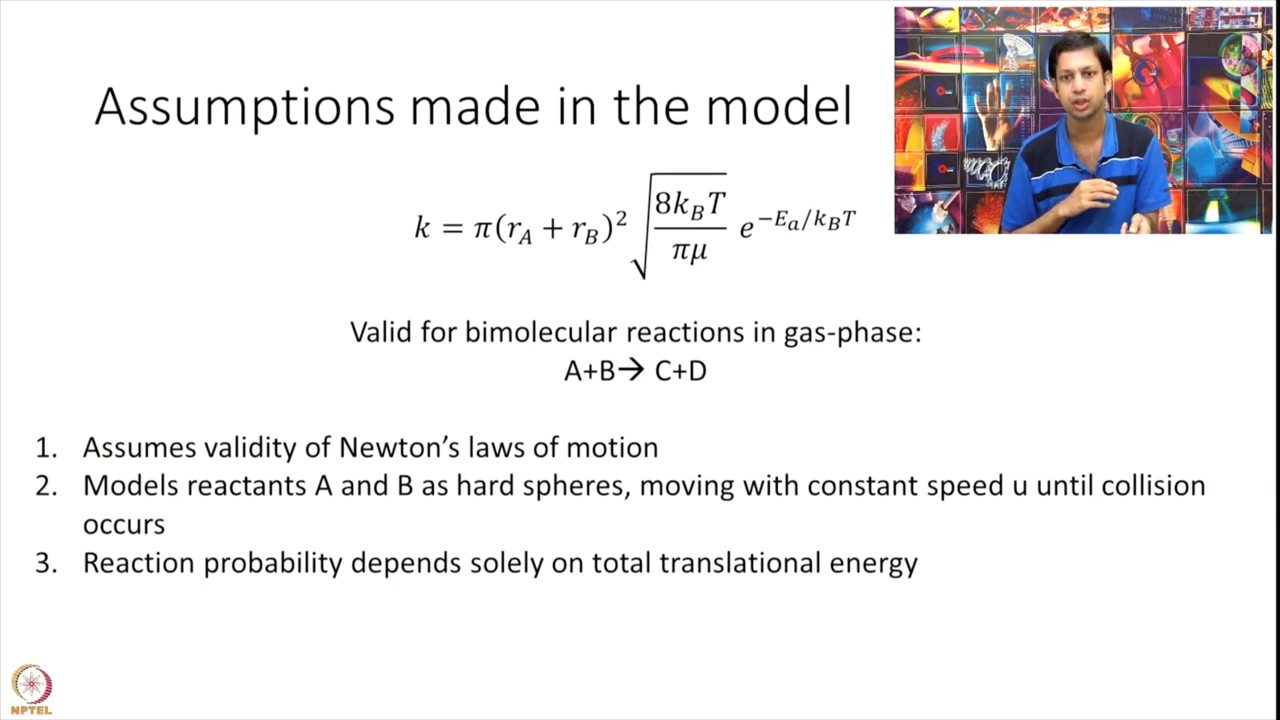 Assumptions made in the model
k = π(r_A + r_B)² √(8k_BT/πμ) e^(−E_a/k_BT)
Valid for bimolecular reactions in gas-phase:
A+B→ C+D
1. Assumes validity of Newton’s laws of motion
2. Models reactants A and B as hard spheres, moving with constant speed u until collision
occurs
3. Reaction probability depends solely on total translational energy
NPTEL